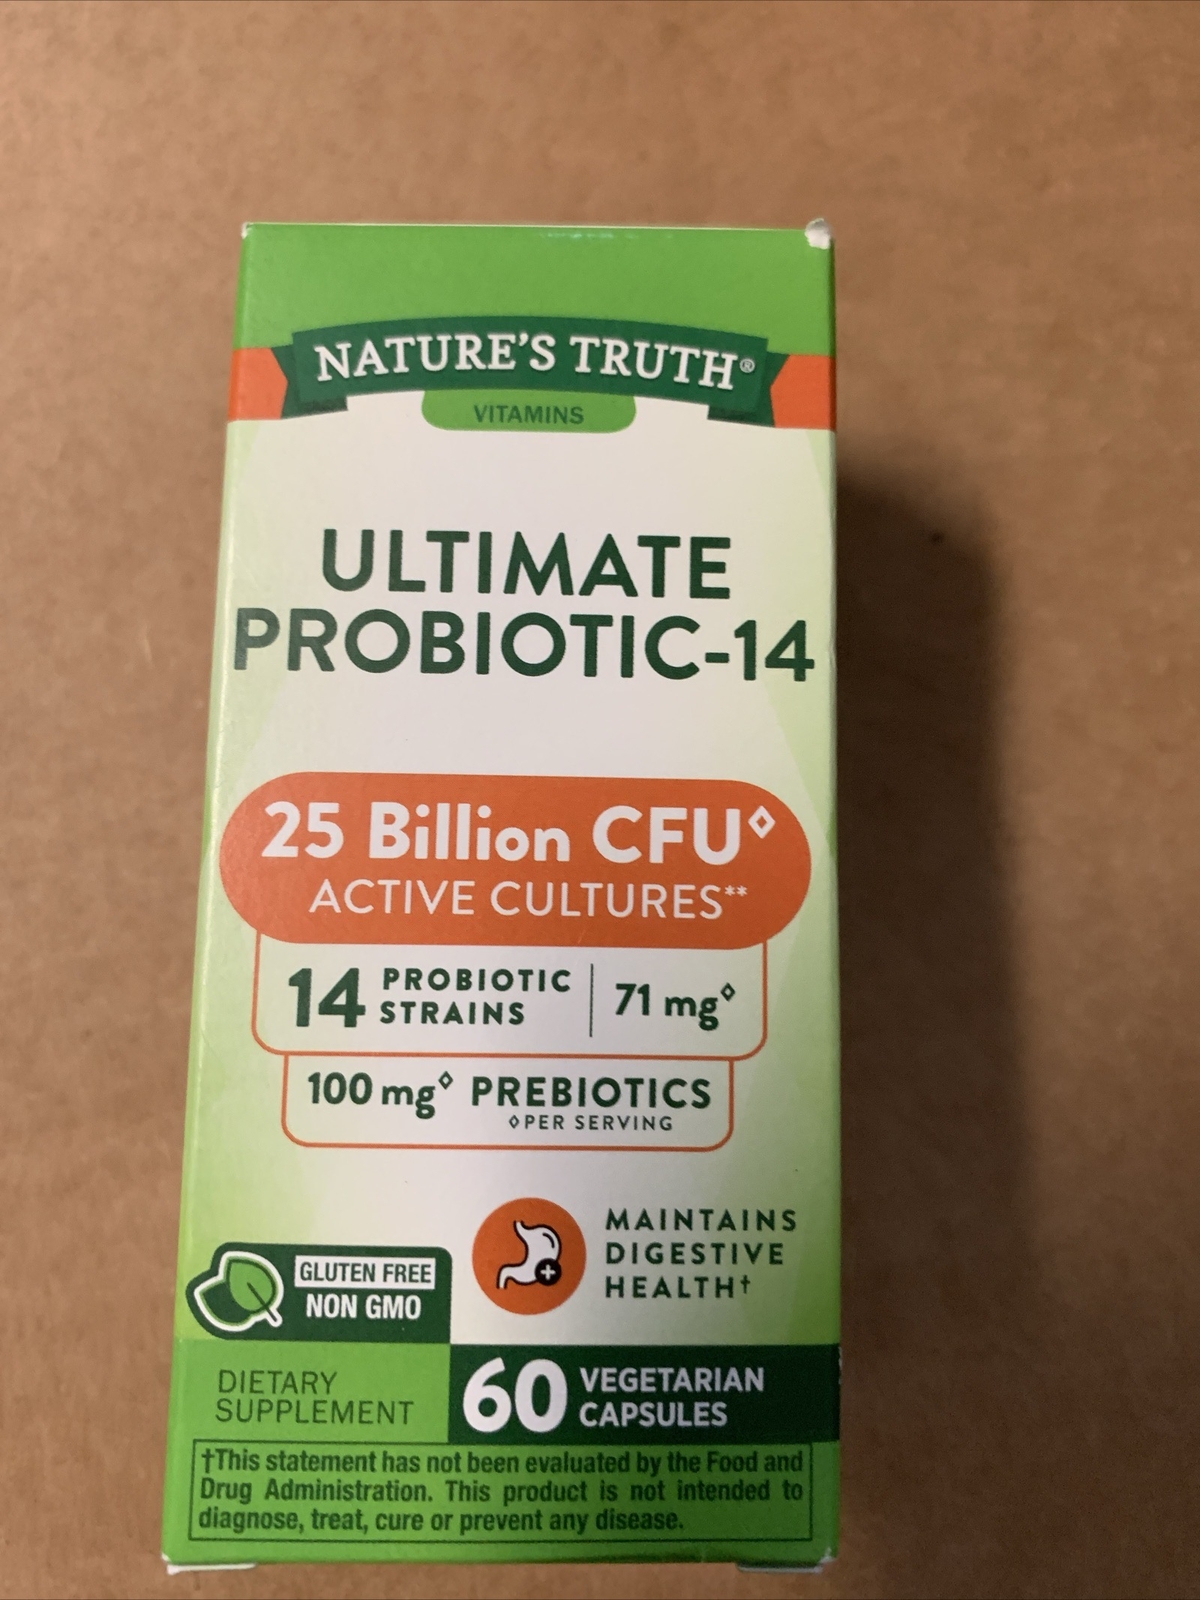 NATURE'S TRUTH®
VITAMINS
ULTIMATE
PROBIOTIC-14
25 Billion CFU◊
ACTIVE CULTURES**
14 PROBIOTIC STRAINS | 71 mg◊
100 mg◊ PREBIOTICS
◊PER SERVING
MAINTAINS
DIGESTIVE
HEALTH†
GLUTEN FREE
NON GMO
DIETARY
SUPPLEMENT
60 VEGETARIAN
CAPSULES
†This statement has not been evaluated by the Food and
Drug Administration. This product is not intended to
diagnose, treat, cure or prevent any disease.